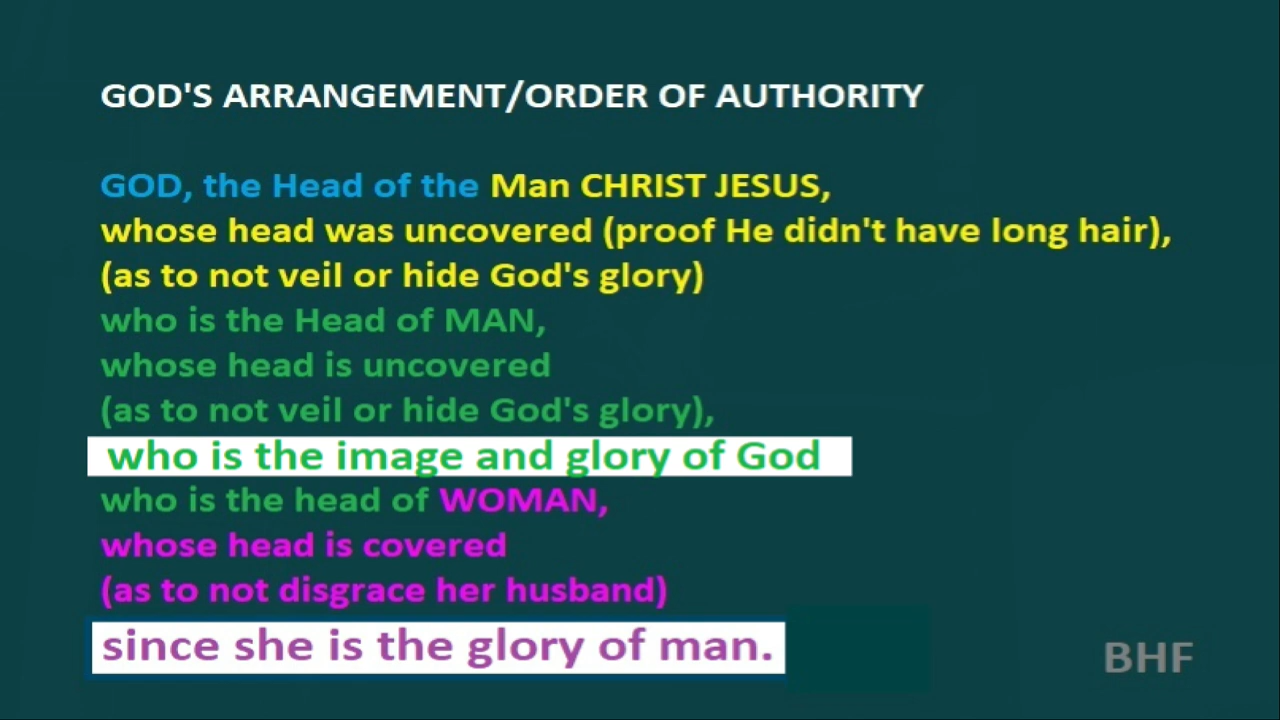 GOD'S ARRANGEMENT/ORDER OF AUTHORITY
GOD, the Head of the Man CHRIST JESUS,
whose head was uncovered (proof He didn't have long hair),
(as to not veil or hide God's glory)
who is the Head of MAN,
whose head is uncovered
(as to not veil or hide God's glory),
who is the image and glory of God
who is the head of WOMAN,
whose head is covered
(as to not disgrace her husband)
since she is the glory of man.
BHF